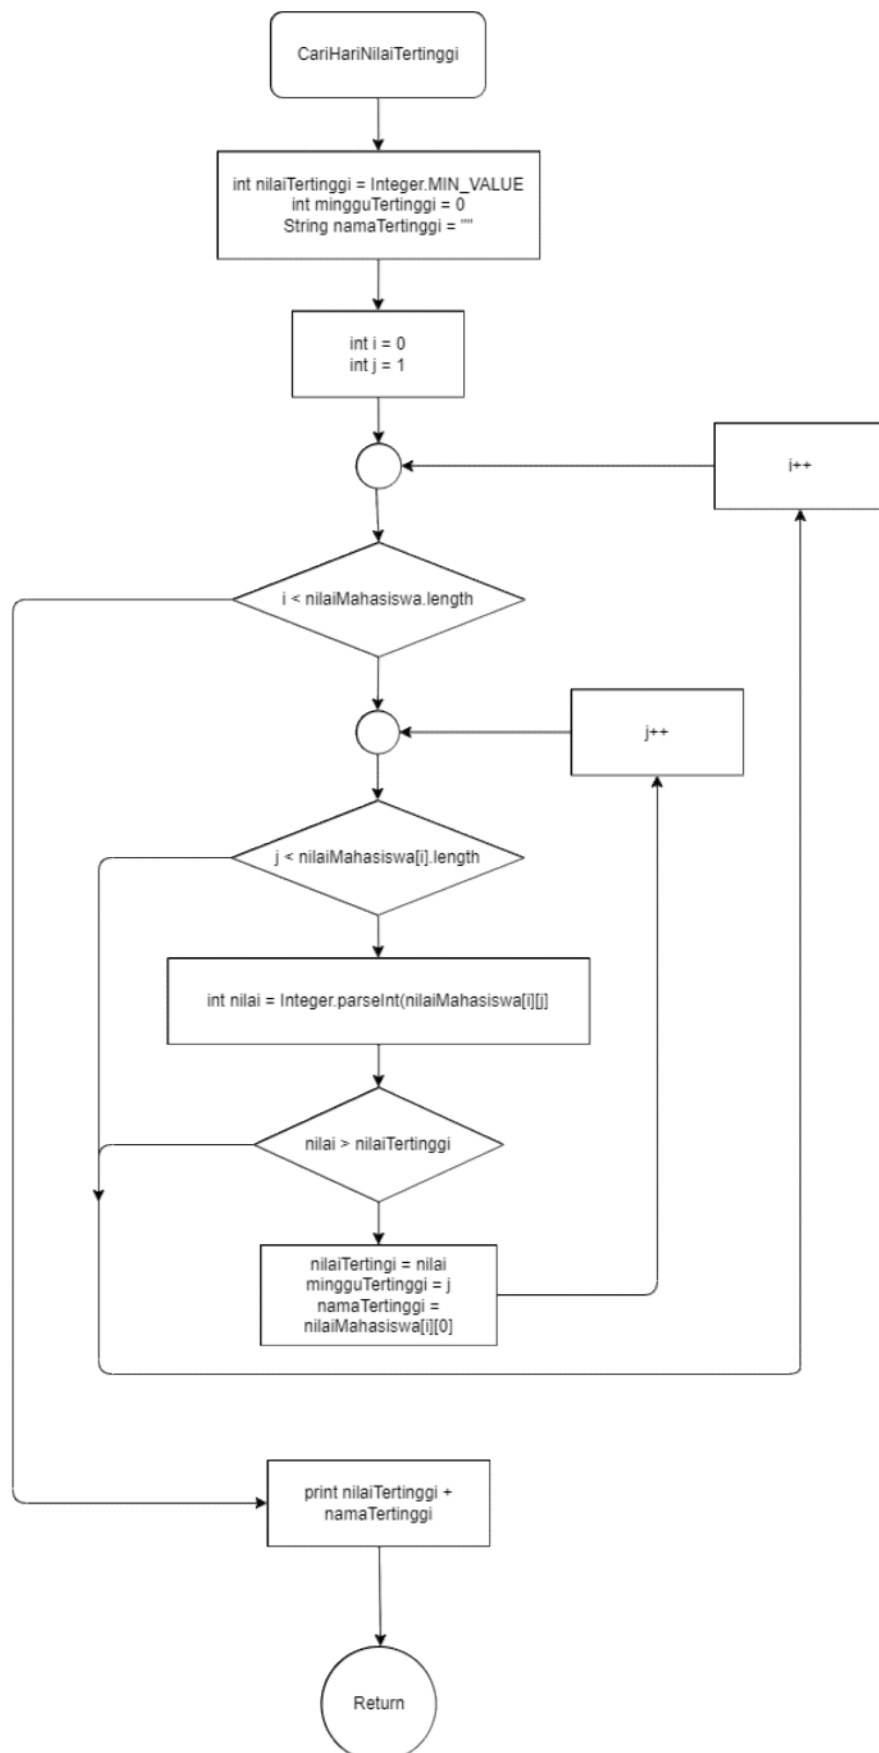 CariHariNilaiTertinggi
int nilaiTertinggi = Integer.MIN_VALUE
int mingguTertinggi = 0
String namaTertinggi = ""
int i = 0
int j = 1
i++
i < nilaiMahasiswa.length
j++
j < nilaiMahasiswa[i].length
int nilai = Integer.parseInt(nilaiMahasiswa[i][j]
nilai > nilaiTertinggi
nilaiTertingi = nilai
mingguTertinggi = j
namaTertinggi =
nilaiMahasiswa[i][0]
print nilaiTertinggi +
namaTertinggi
Return